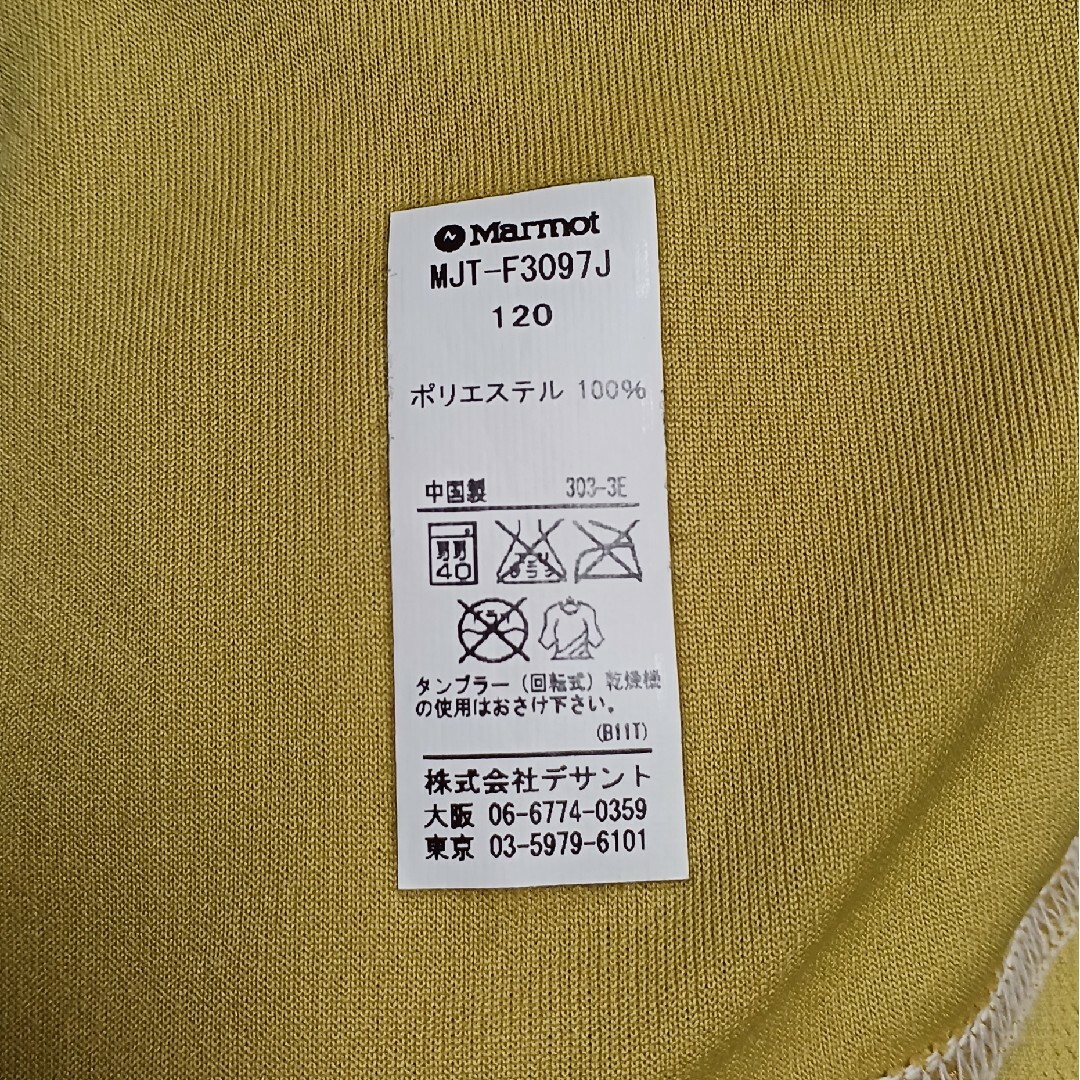 Marmot
MJT-F3097J
120
ポリエステル 100%
中国製 303-3E
40
タンブラー（回転式）乾燥機
の使用はおさけ下さい。
(B11T)
株式会社デサント
大阪 06-6774-0359
東京 03-5979-6101